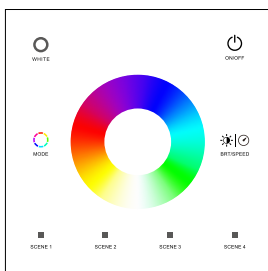 WHITE
ON/OFF
MODE
BRT/SPEED
SCENE 1
SCENE 2
SCENE 3
SCENE 4